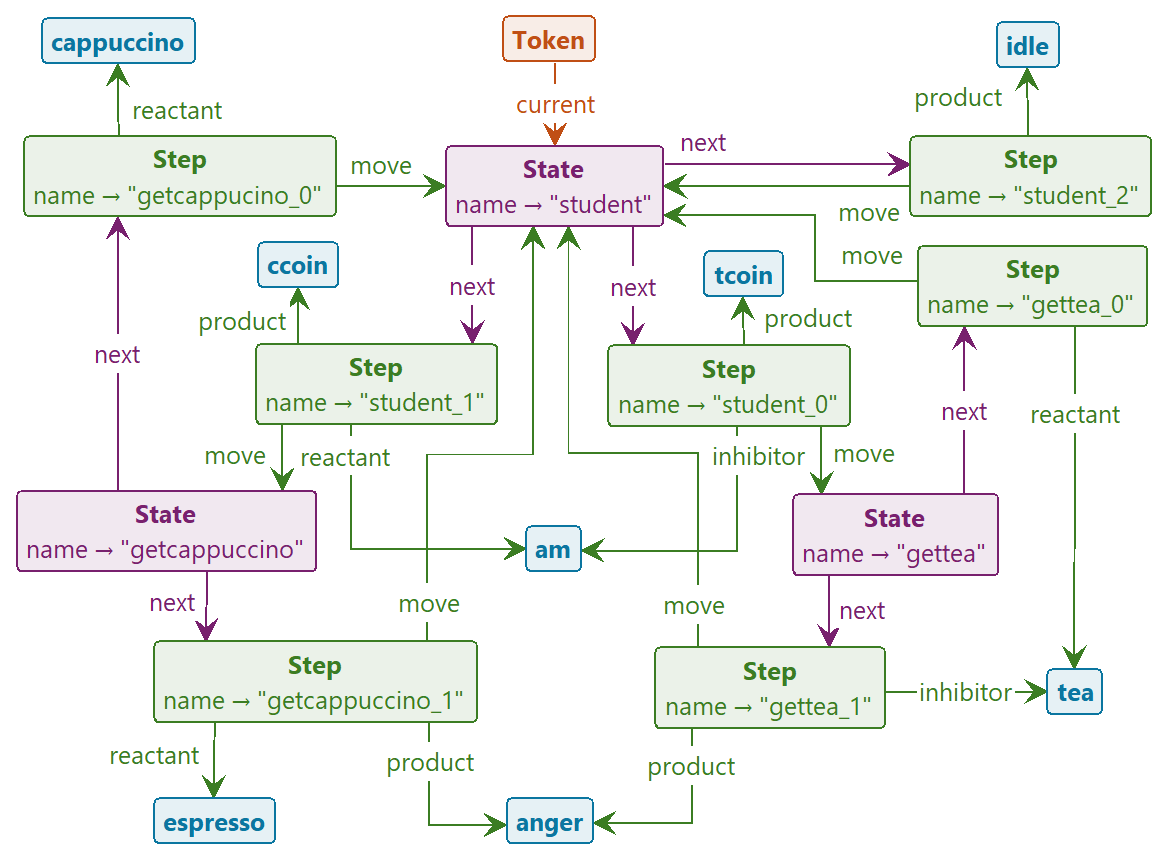 cappuccino
Token
idle
reactant
current
product
Step
name → "getcappucino_0"
move
State
name → "student"
next
Step
name → "student_2"
move
ccoin
next
next
tcoin
move
Step
name → "gettea_0"
product
product
next
Step
name → "student_1"
Step
name → "student_0"
next
reactant
move
reactant
inhibitor
move
State
name → "getcappuccino"
am
State
name → "gettea"
next
move
move
next
Step
name → "getcappuccino_1"
Step
name → "gettea_1"
inhibitor
tea
reactant
product
product
espresso
anger